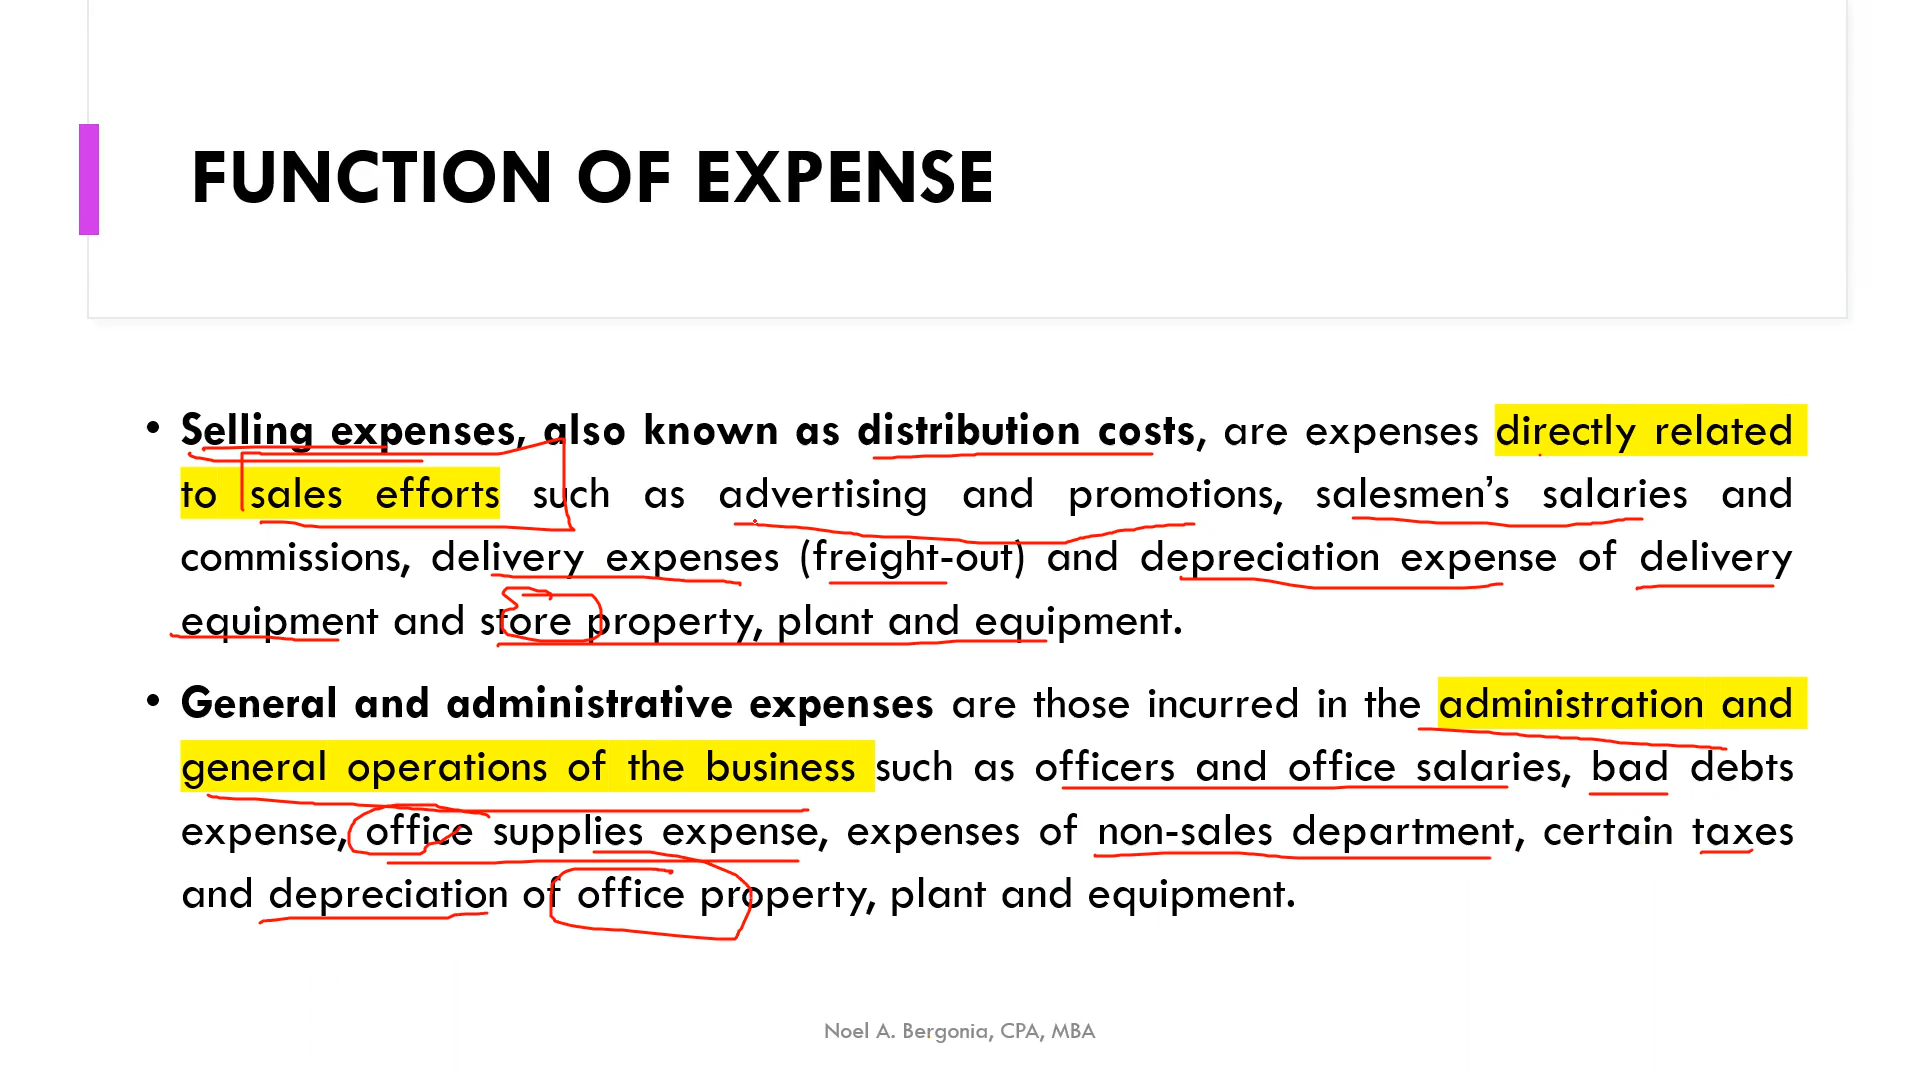 FUNCTION OF EXPENSE
• Selling expenses, also known as distribution costs, are expenses directly related
to sales efforts such as advertising and promotions, salesmen’s salaries and
commissions, delivery expenses (freight-out) and depreciation expense of delivery
equipment and store property, plant and equipment.
• General and administrative expenses are those incurred in the administration and
general operations of the business such as officers and office salaries, bad debts
expense, office supplies expense, expenses of non-sales department, certain taxes
and depreciation of office property, plant and equipment.
Noel A. Bergonia, CPA, MBA